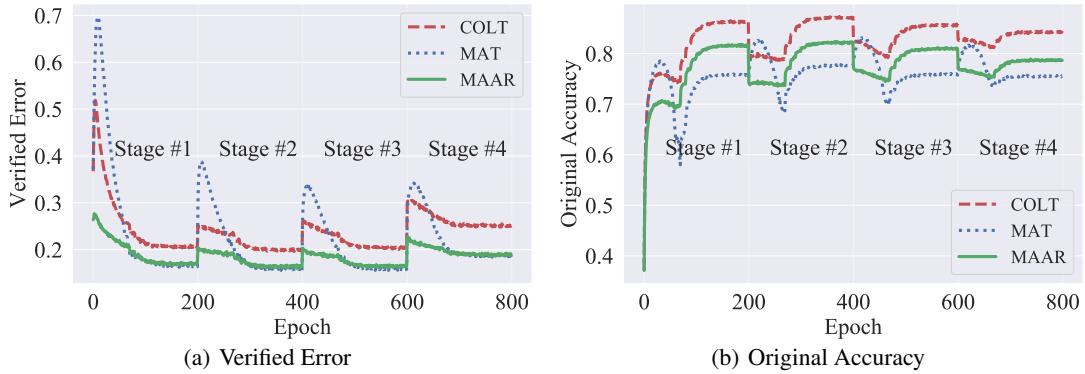 0.7
0.6
0.5
0.4
0.3
0.2
Verified Error
COLT
MAT
MAAR
Stage #1
Stage #2
Stage #3
Stage #4
0
200
400
600
800
Epoch
(a) Verified Error
0.8
0.7
0.6
0.5
0.4
Original Accuracy
Stage #1
Stage #2
Stage #3
Stage #4
COLT
MAT
MAAR
0
200
400
600
800
Epoch
(b) Original Accuracy